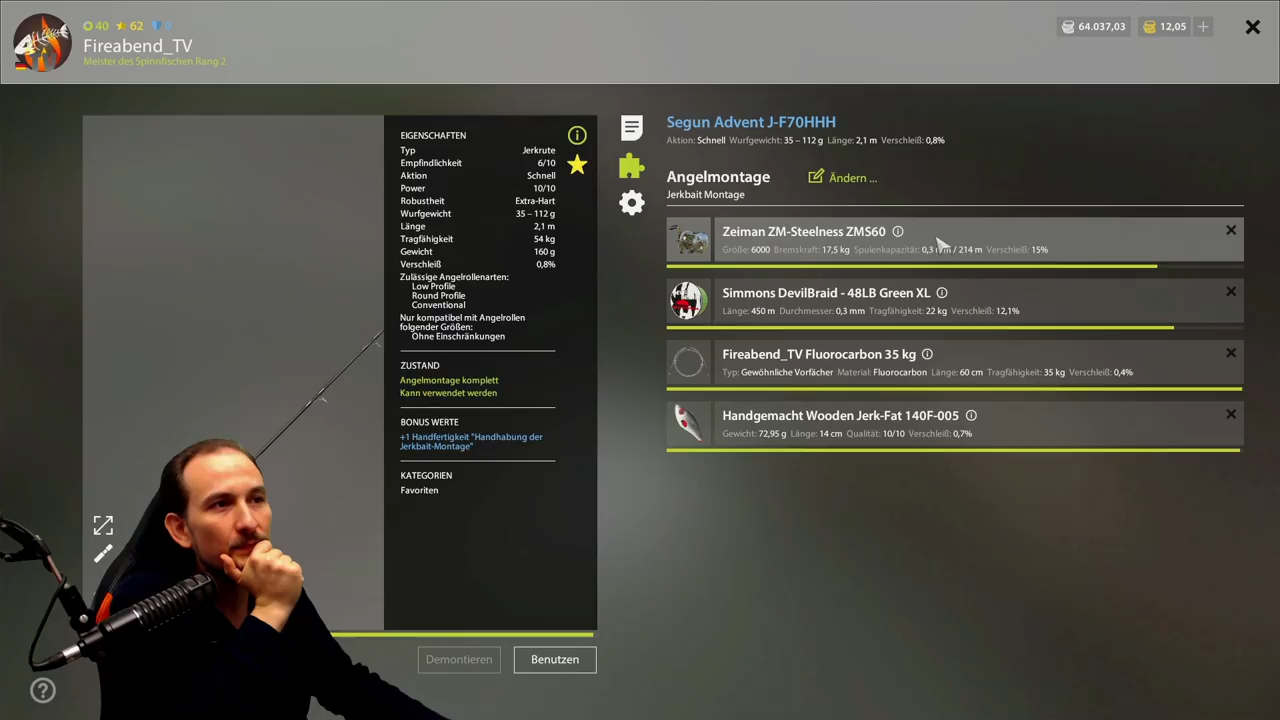 40 62 0
Fireabend_TV
Meister des Spinnfischen Rang 2
64.037,03 12,05 +
EIGENSCHAFTEN
Typ Jerkrute
Empfindlichkeit 6/10
Aktion Schnell
Power 10/10
Robustheit Extra-Hart
Wurfgewicht 35 – 112 g
Länge 2,1 m
Tragfähigkeit 54 kg
Gewicht 160 g
Verschleiß 0,8%
Zulässige Angelrollenarten:
Low Profile
Round Profile
Conventional
Nur kompatibel mit Angelrollen
folgender Größen:
Ohne Einschränkungen
ZUSTAND
Angelmontage komplett
Kann verwendet werden
BONUS WERTE
+1 Handfertigkeit "Handhabung der
Jerkbait-Montage"
KATEGORIEN
Favoriten
Demontieren
Benutzen
Segun Advent J-F70HHH
Aktion: Schnell Wurfgewicht: 35 – 112 g Länge: 2,1 m Verschleiß: 0,8%
Angelmontage Ändern ...
Jerkbait Montage
Zeiman ZM-Steelness ZMS60
Größe: 6000 Bremskraft: 17,5 kg Spulenkapazität: 0,3 mm / 214 m Verschleiß: 15%
Simmons DevilBraid - 48LB Green XL
Länge: 450 m Durchmesser: 0,3 mm Tragfähigkeit: 22 kg Verschleiß: 12,1%
Fireabend_TV Fluorocarbon 35 kg
Typ: Gewöhnliche Vorfächer Material: Fluorocarbon Länge: 60 cm Tragfähigkeit: 35 kg Verschleiß: 0,4%
Handgemacht Wooden Jerk-Fat 140F-005
Gewicht: 72,95 g Länge: 14 cm Qualität: 10/10 Verschleiß: 0,7%